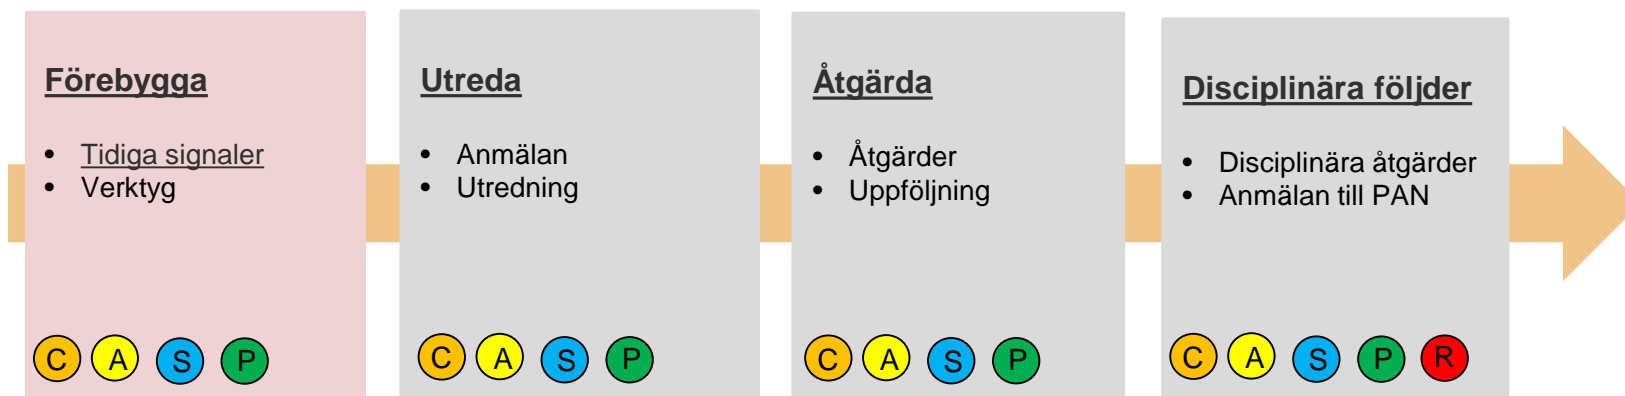 Förebygga
• Tidiga signaler
• Verktyg
C A S P
Utreda
• Anmälan
• Utredning
C A S P
Åtgärda
• Åtgärder
• Uppföljning
C A S P
Disciplinära följder
• Disciplinära åtgärder
• Anmälan till PAN
C A S P R